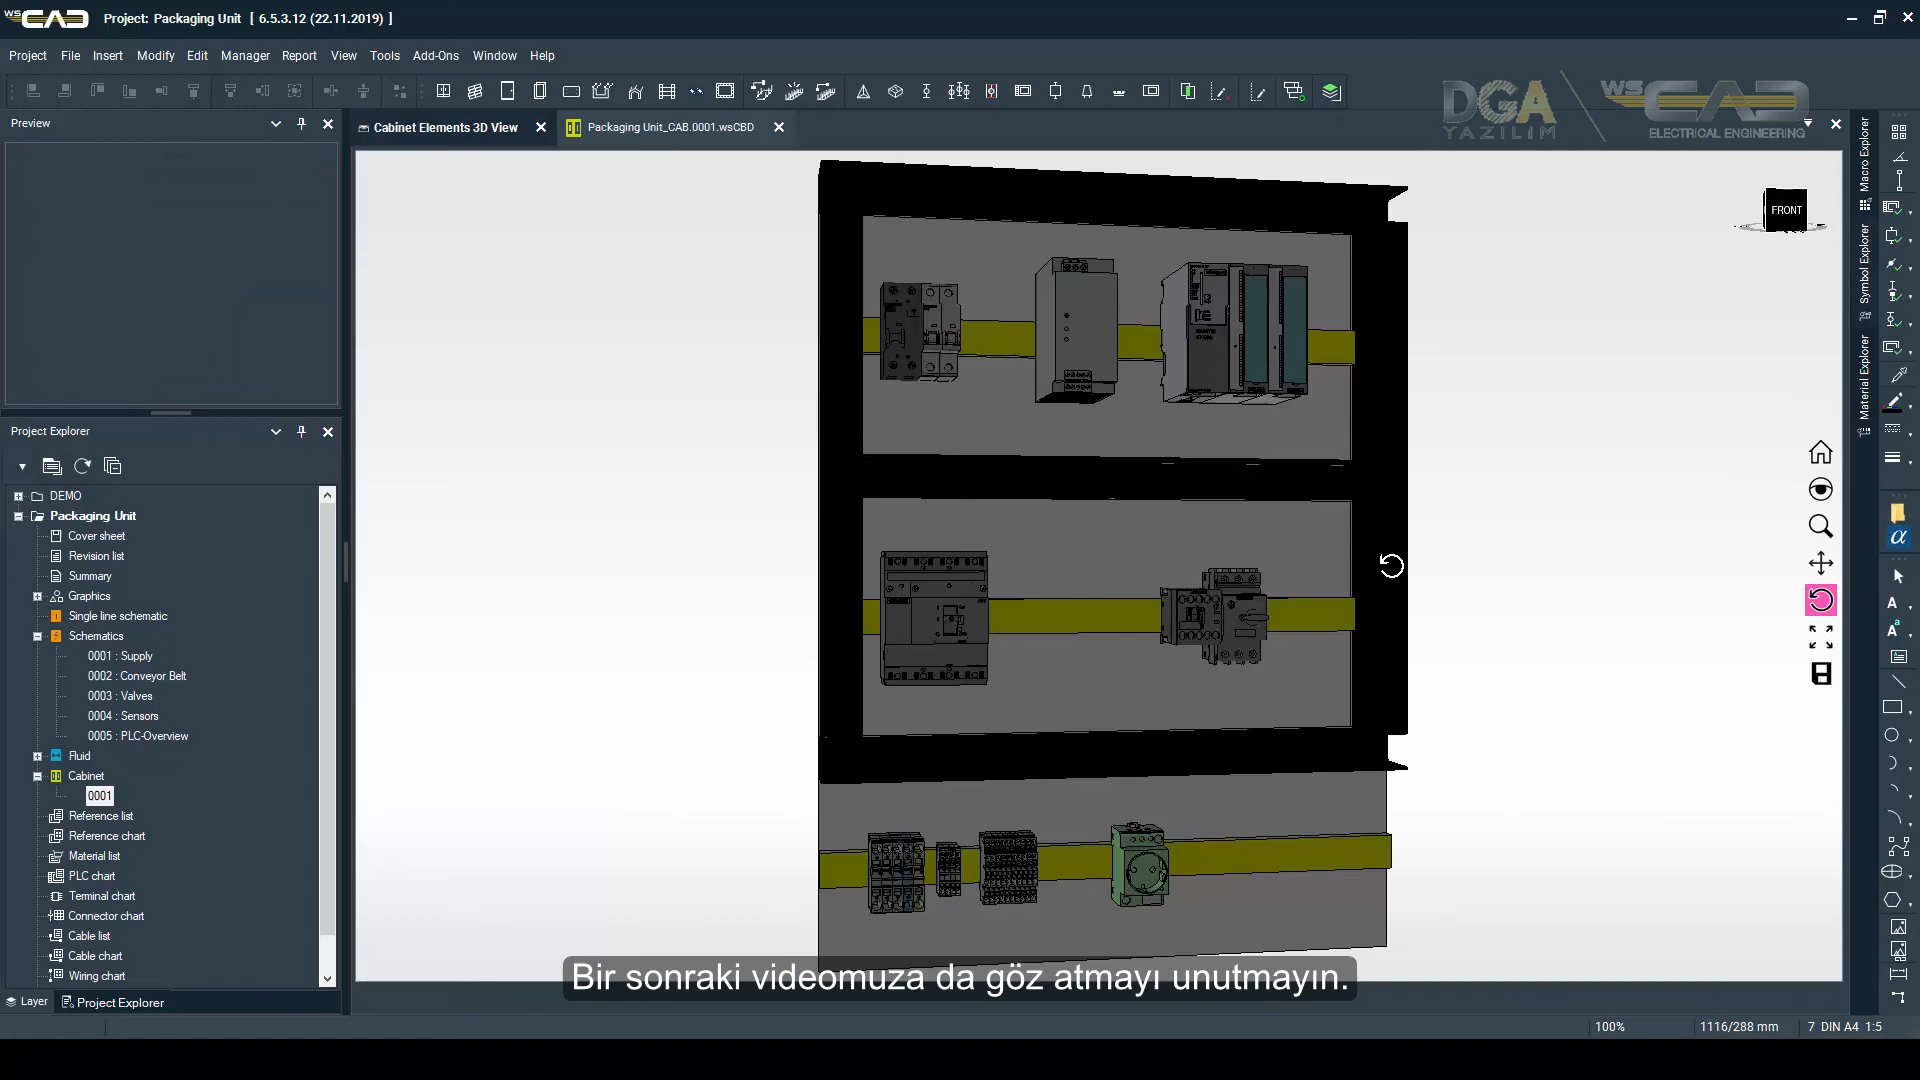 WSCAD Project: Packaging Unit [ 6.5.3.12 (22.11.2019) ]
Project File Insert Modify Edit Manager Report View Tools Add-Ons Window Help
DGA YAZILIM
WSCAD ELECTRICAL ENGINEERING
Preview
Cabinet Elements 3D View
Packaging Unit_CAB.0001.wsCBD
FRONT
Macro Explorer
Symbol Explorer
Material Explorer
Project Explorer
DEMO
Packaging Unit
Cover sheet
Revision list
Summary
Graphics
Single line schematic
Schematics
0001 : Supply
0002 : Conveyor Belt
0003 : Valves
0004 : Sensors
0005 : PLC-Overview
Fluid
Cabinet
0001
Reference list
Reference chart
Material list
PLC chart
Terminal chart
Connector chart
Cable list
Cable chart
Wiring chart
Layer Project Explorer
Bir sonraki videomuza da göz atmayı unutmayın.
100% 1116/288 mm 7 DIN A4 1:5